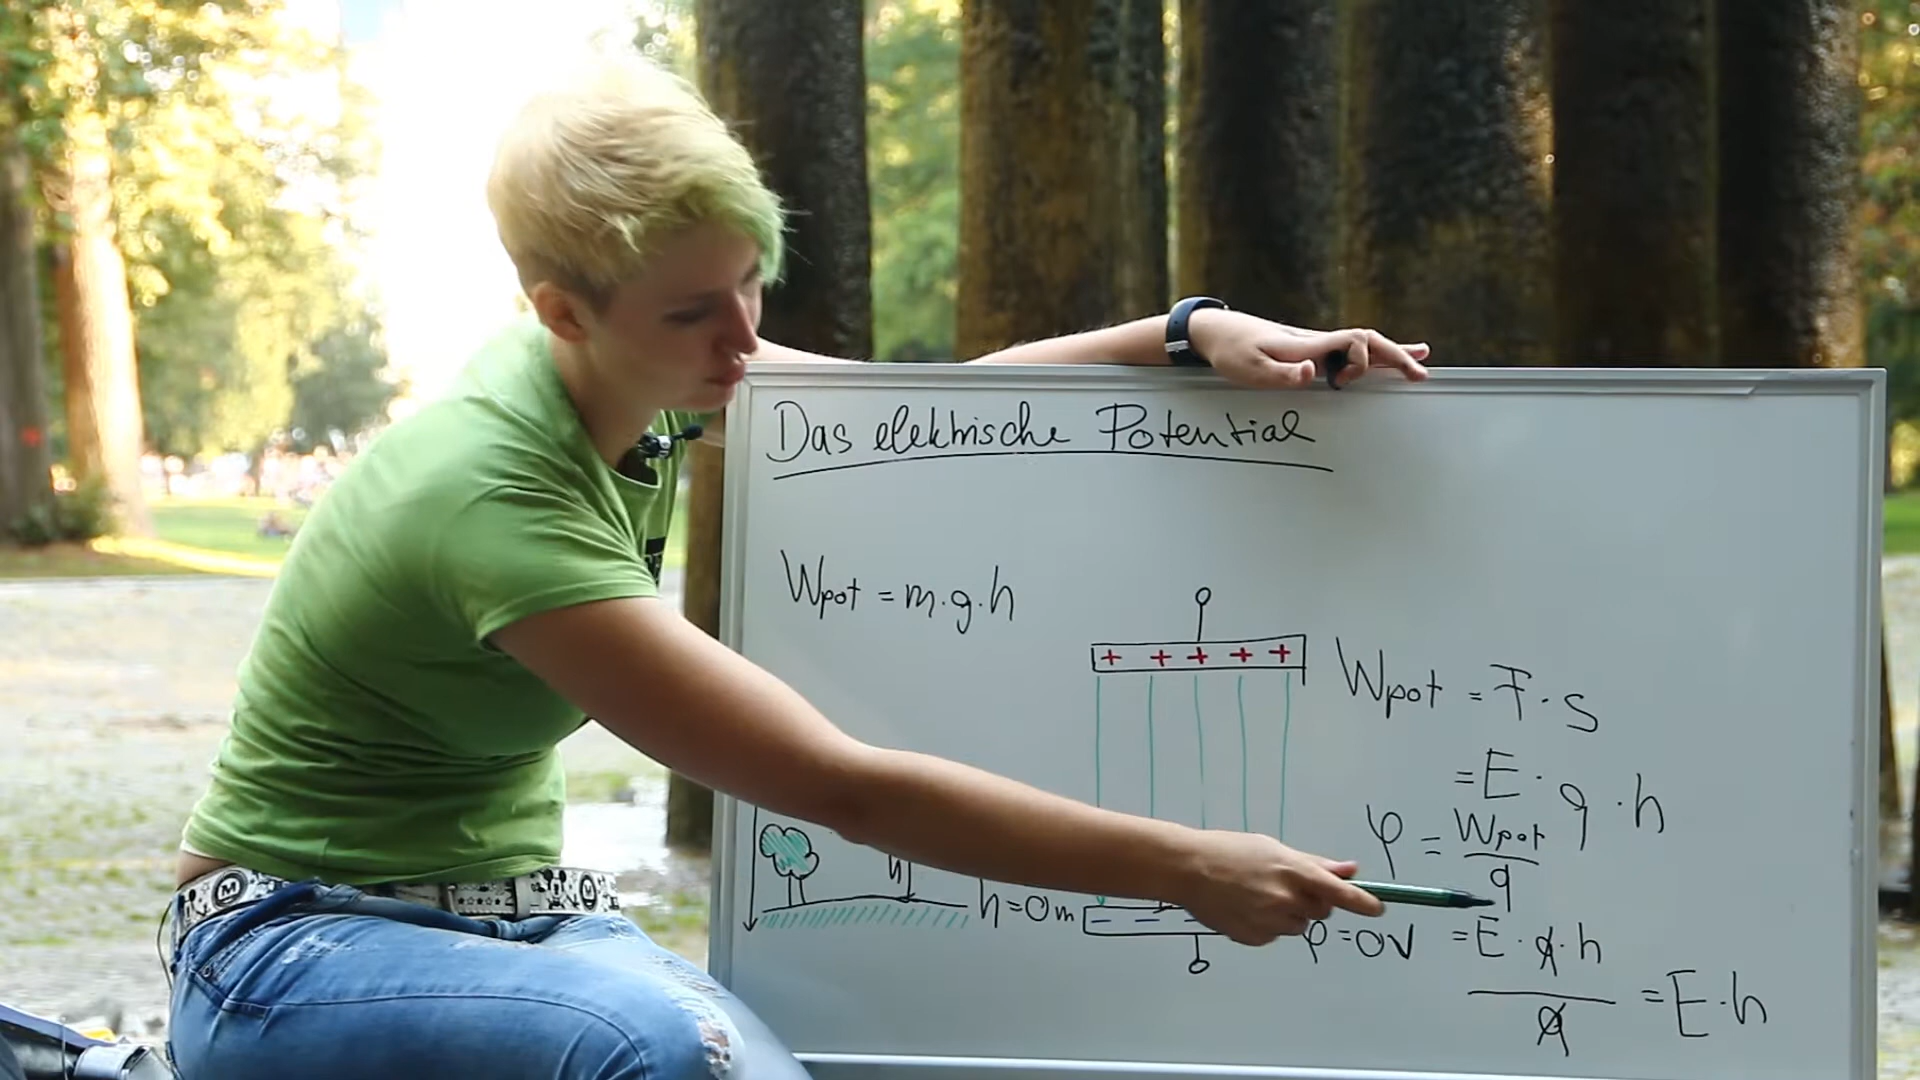 Das elektrische Potential
Wpot = m·g·h
+ + + + +
Wpot = F·s
= E·q·h
φ = Wpot / q
h
h=0m
φ=0V
= E·q·h / q = E·h
- - -
M
M